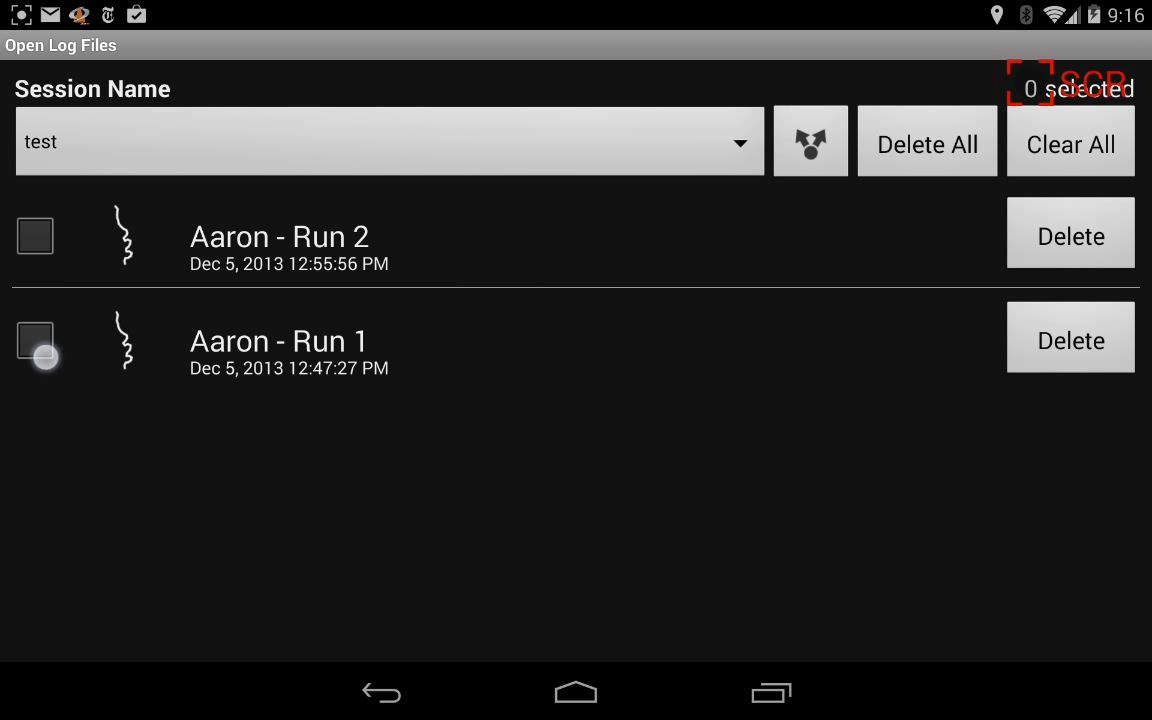 9:16
Open Log Files
Session Name
0 selected
SCR
test
Delete All
Clear All
Aaron - Run 2
Dec 5, 2013 12:55:56 PM
Delete
Aaron - Run 1
Dec 5, 2013 12:47:27 PM
Delete